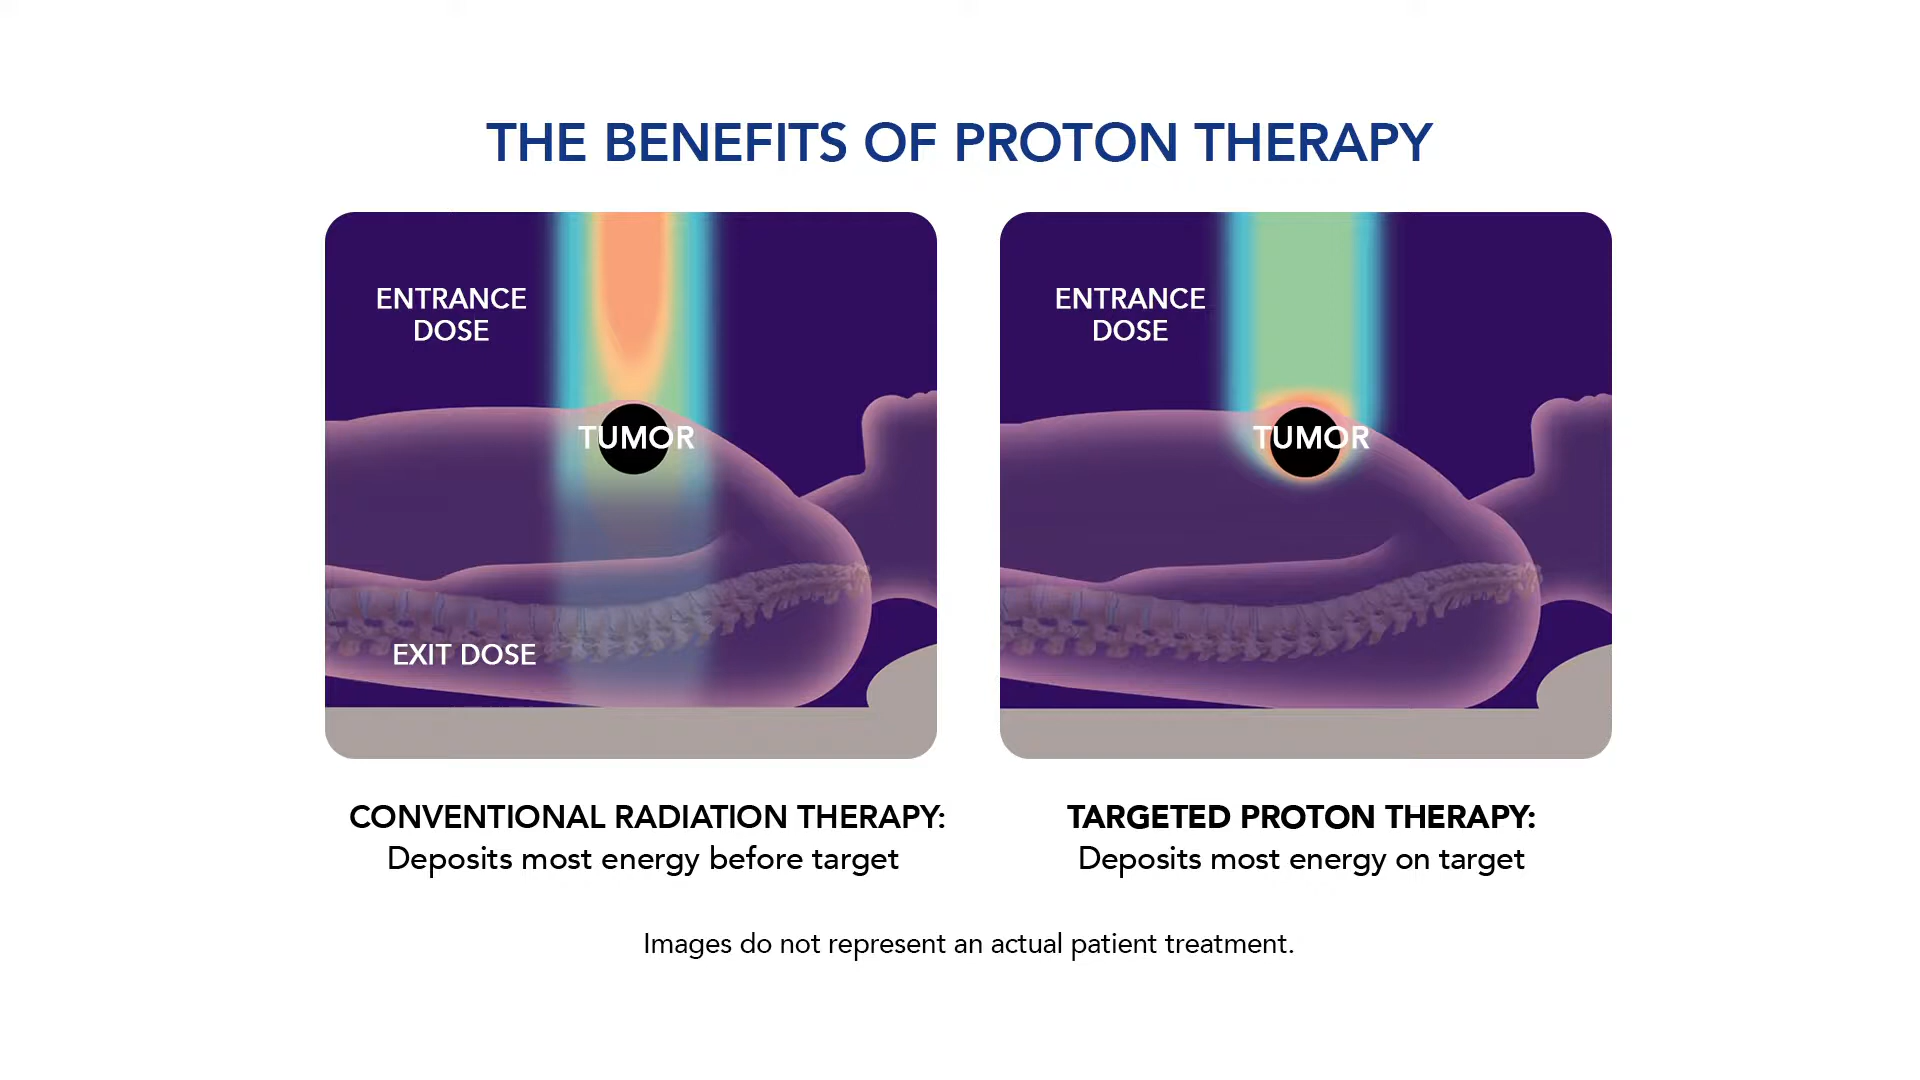 THE BENEFITS OF PROTON THERAPY
ENTRANCE
DOSE
TUMOR
EXIT DOSE
ENTRANCE
DOSE
TUMOR
CONVENTIONAL RADIATION THERAPY:
Deposits most energy before target
TARGETED PROTON THERAPY:
Deposits most energy on target
Images do not represent an actual patient treatment.